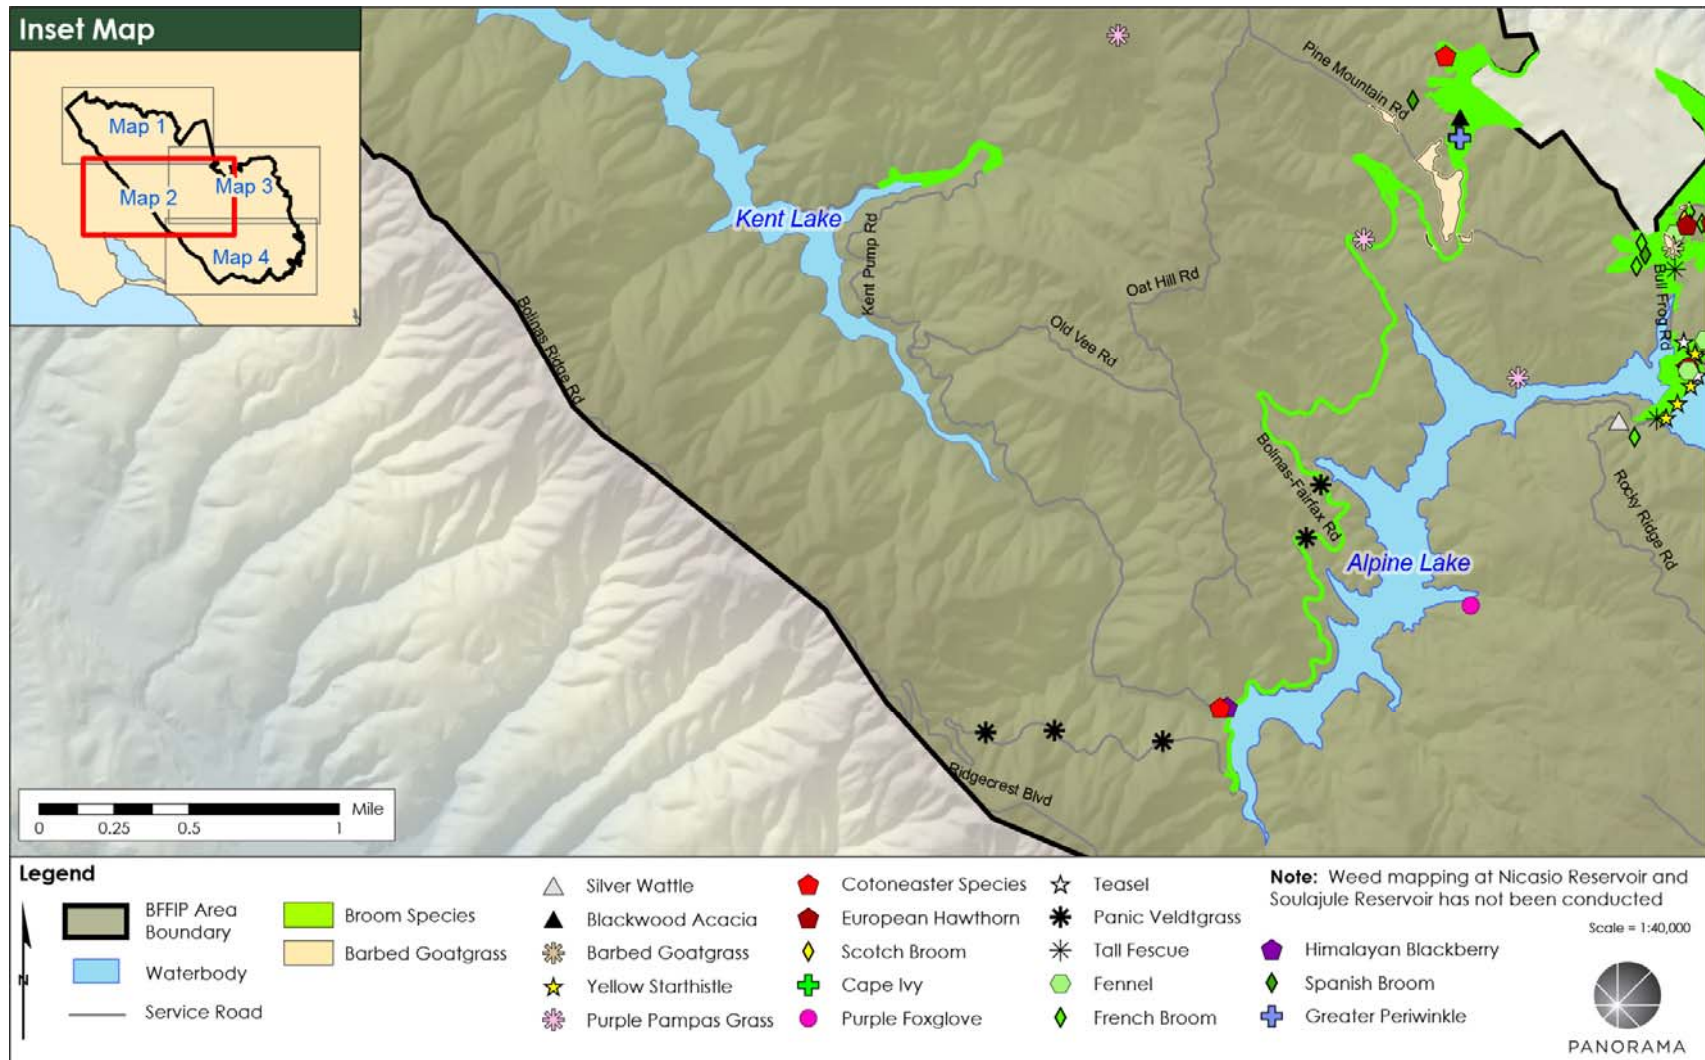 Inset Map
Map 1
Map 2
Map 3
Map 4
Pine Mountain Rd
Kent Lake
Kent Pump Rd
Oat Hill Rd
Old Vee Rd
Bolinas Ridge Rd
Bull Frog Rd
Bolinas-Fairfax Rd
Rocky Ridge Rd
Alpine Lake
Ridgecrest Blvd
Mile
0 0.25 0.5 1
Legend
BFFIP Area
Boundary
Waterbody
Service Road
Broom Species
Barbed Goatgrass
Silver Wattle
Blackwood Acacia
Barbed Goatgrass
Yellow Starthistle
Purple Pampas Grass
Cotoneaster Species
European Hawthorn
Scotch Broom
Cape Ivy
Purple Foxglove
Teasel
Panic Veldtgrass
Tall Fescue
Fennel
French Broom
Note: Weed mapping at Nicasio Reservoir and
Soulajule Reservoir has not been conducted
Scale = 1:40,000
Himalayan Blackberry
Spanish Broom
Greater Periwinkle
N
PANORAMA